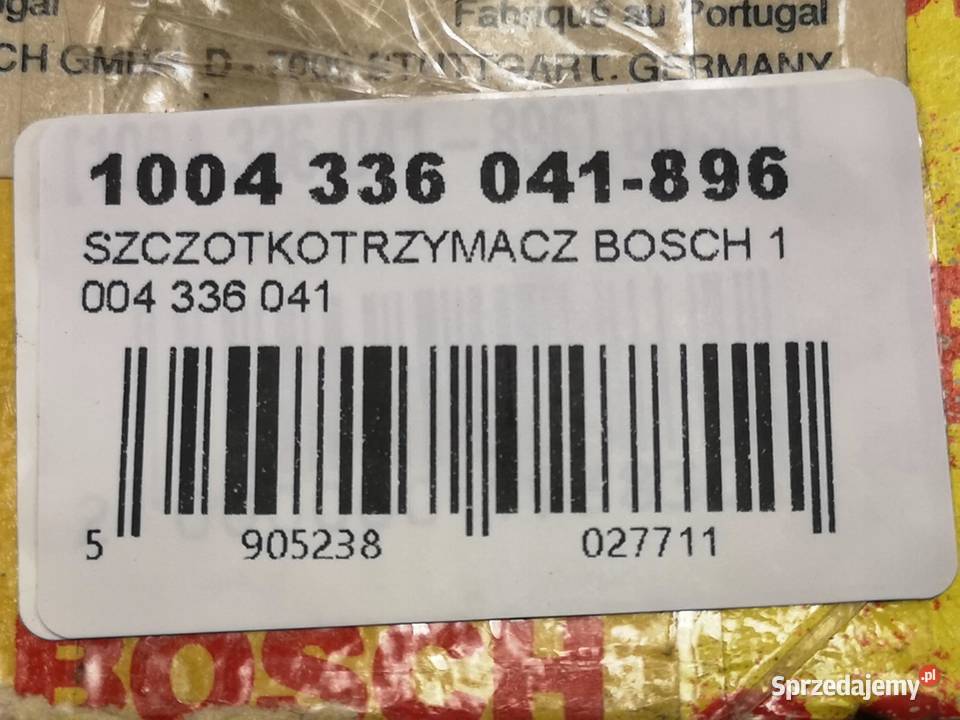 ugal Fabriqué au Portugal
CH GMBH D - 7000 STUTTGART. GERMANY
1004 336 041-896
SZCZOTKOTRZYMACZ BOSCH 1
004 336 041
5 905238 027711
BOSCH
Sprzedajemy.pl